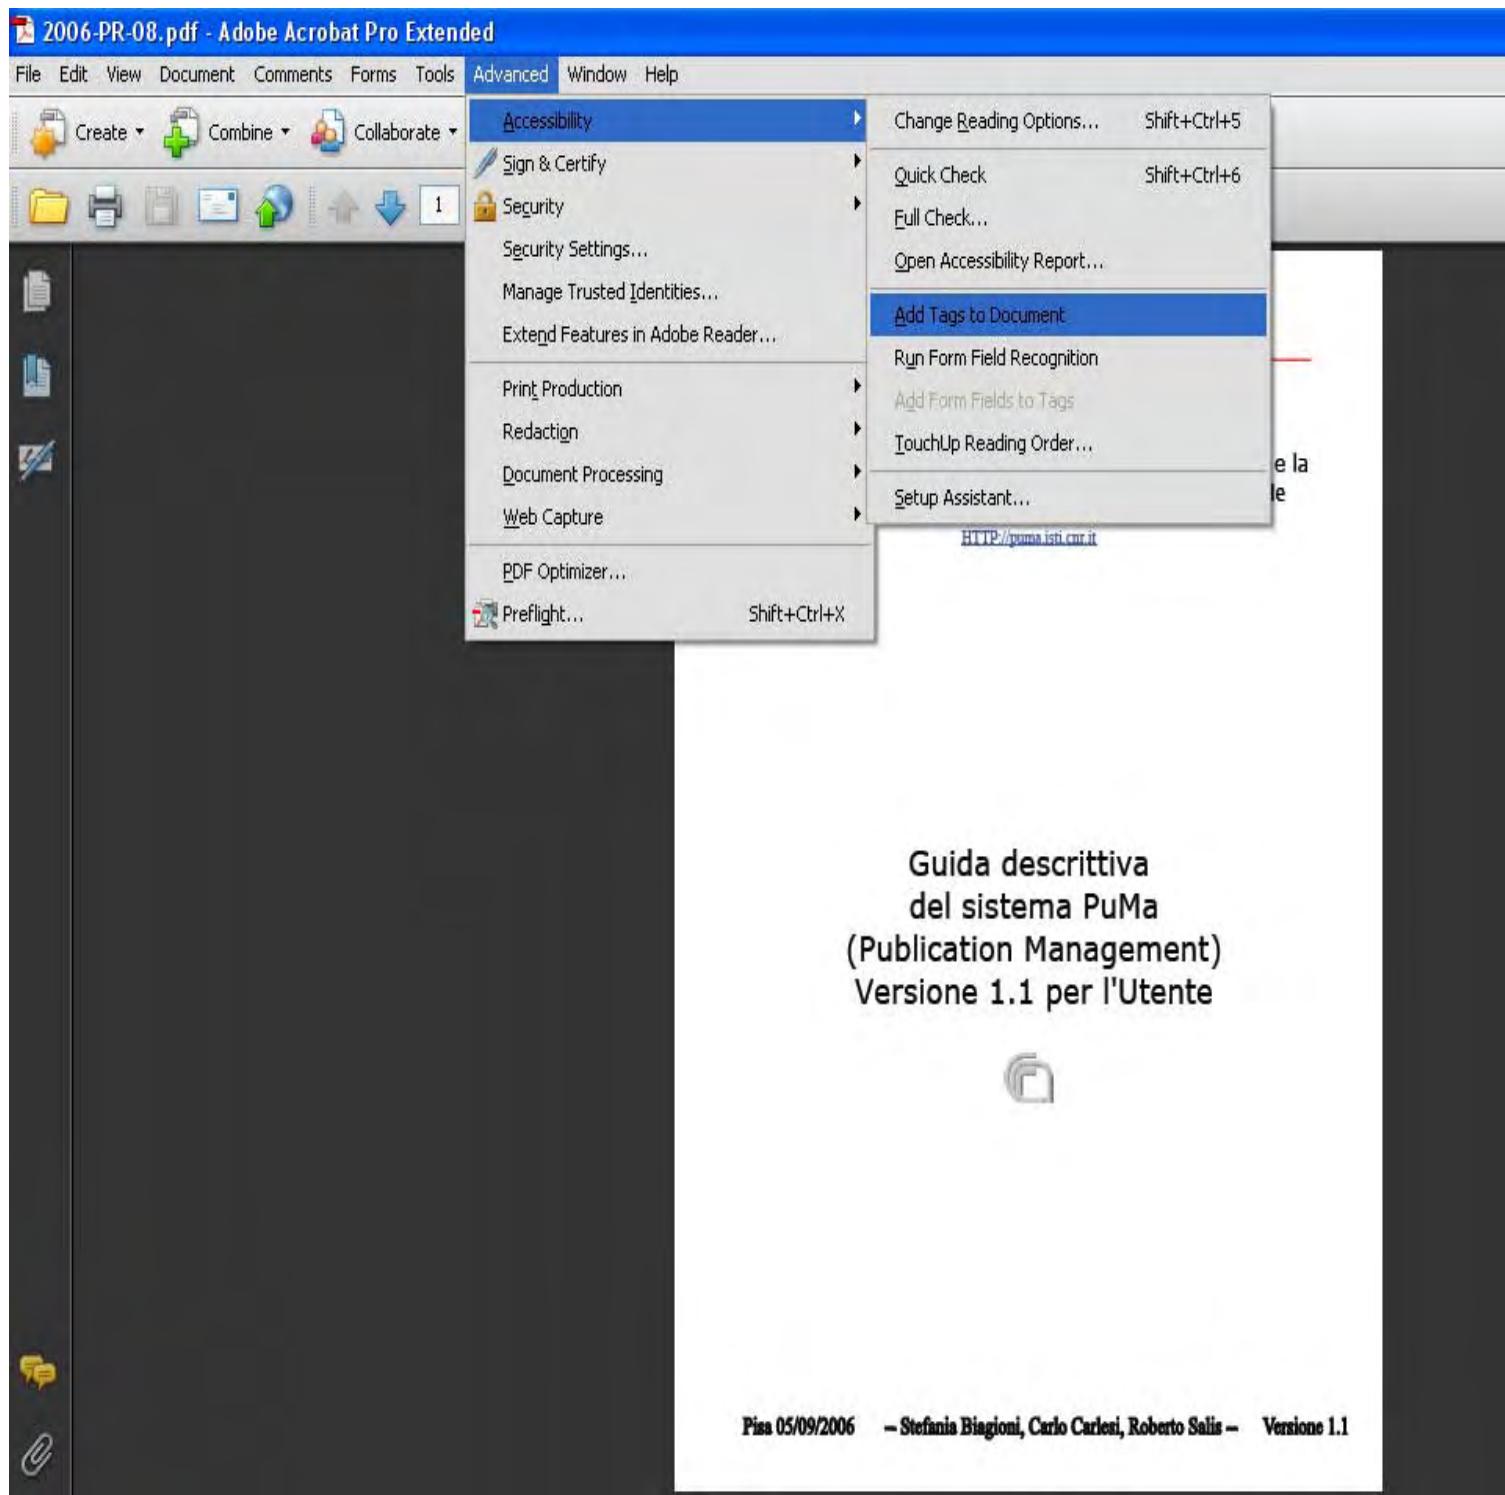 2006-PR-08.pdf - Adobe Acrobat Pro Extended
File Edit View Document Comments Forms Tools Advanced Window Help
Create Combine Collaborate
1
Accessibility
Sign & Certify
Security
Security Settings...
Manage Trusted Identities...
Extend Features in Adobe Reader...
Print Production
Redaction
Document Processing
Web Capture
PDF Optimizer...
Preflight... Shift+Ctrl+X
Change Reading Options... Shift+Ctrl+5
Quick Check Shift+Ctrl+6
Full Check...
Open Accessibility Report...
Add Tags to Document
Run Form Field Recognition
Add Form Fields to Tags
TouchUp Reading Order...
Setup Assistant...
e la
HTTP://puma.isti.cnr.it
Guida descrittiva
del sistema PuMa
(Publication Management)
Versione 1.1 per l'Utente
Pisa 05/09/2006 – Stefania Biagioni, Carlo Carlesi, Roberto Salis – Versione 1.1